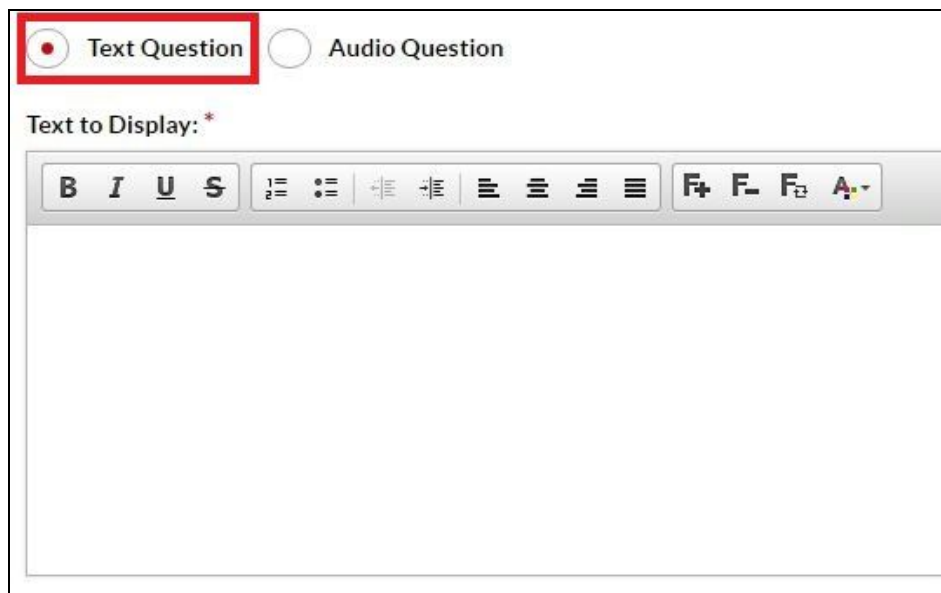 Text Question Audio Question
Text to Display: *
B I U S F+ F- F A